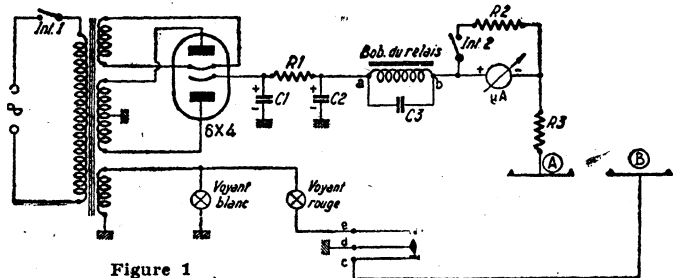 Int.1
R2
Int.2
Bob. du relais
R1
a
b
+
-
µA
+
-
C1
+
-
C2
C3
6X4
R3
A
B
Voyant
blanc
Voyant
rouge
e
d
c
Figure 1